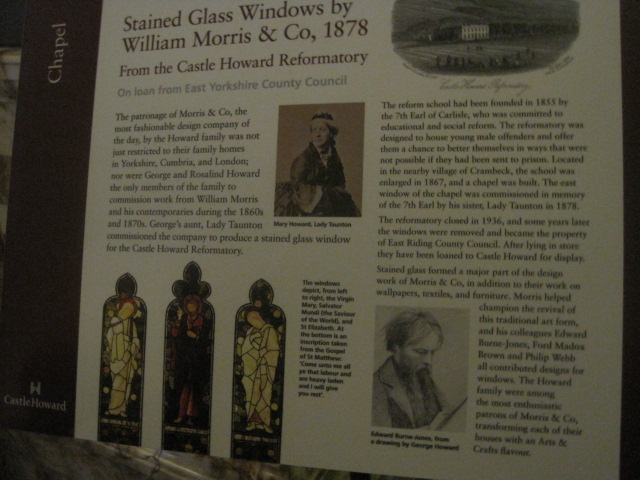 Chapel
Stained Glass Windows by
William Morris & Co, 1878
From the Castle Howard Reformatory
On loan from East Yorkshire County Council
The patronage of Morris & Co, the
most fashionable design company of
the day, by the Howard family was not
just restricted to their family homes
in Yorkshire, Cumbria, and London;
nor were George and Rosalind Howard
the only members of the family to
commission work from William Morris
and his contemporaries during the 1860s
and 1870s. George's aunt, Lady Taunton
commissioned the company to produce a stained glass window
for the Castle Howard Reformatory.
Mary Howard, Lady Taunton
The windows
depict, from left
to right, the Virgin
Mary, Salvator
Mundi (the Saviour
of the World), and
St Elizabeth. At
the bottom is an
inscription taken
from the Gospel
of St Matthew:
'Come unto me all
ye that labour and
are heavy laden
and I will give
you rest'.
Castle Howard Reformatory
The reform school had been founded in 1855 by
the 7th Earl of Carlisle, who was committed to
educational and social reform. The reformatory was
designed to house young male offenders and offer
them a chance to better themselves in ways that were
not possible if they had been sent to prison. Located
in the nearby village of Crambeck, the school was
enlarged in 1867, and a chapel was built. The east
window of the chapel was commissioned in memory
of the 7th Earl by his sister, Lady Taunton in 1878.
The reformatory closed in 1936, and some years later
the windows were removed and became the property
of East Riding County Council. After lying in store
they have been loaned to Castle Howard for display.
Stained glass formed a major part of the design
work of Morris & Co, in addition to their work on
wallpapers, textiles, and furniture. Morris helped
champion the revival of
this traditional art form,
and his colleagues Edward
Burne-Jones, Ford Madox
Brown and Philip Webb
all contributed designs for
windows. The Howard
family were among
the most enthusiastic
patrons of Morris & Co,
transforming each of their
houses with an Arts &
Crafts flavour.
Edward Burne-Jones, from
a drawing by George Howard
H
Castle Howard